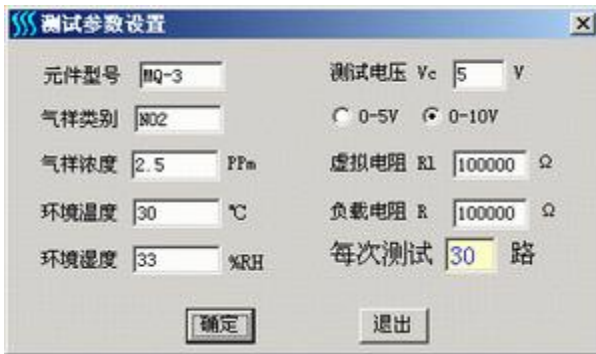 测试参数设置
元件型号 MQ-3 测试电压 Vc 5 V
气样类别 NO2 0-5V 0-10V
气样浓度 2.5 PPm 虚拟电阻 Rl 100000 Ω
环境温度 30 ℃ 负载电阻 R 100000 Ω
环境湿度 33 %RH 每次测试 30 路
确定 退出